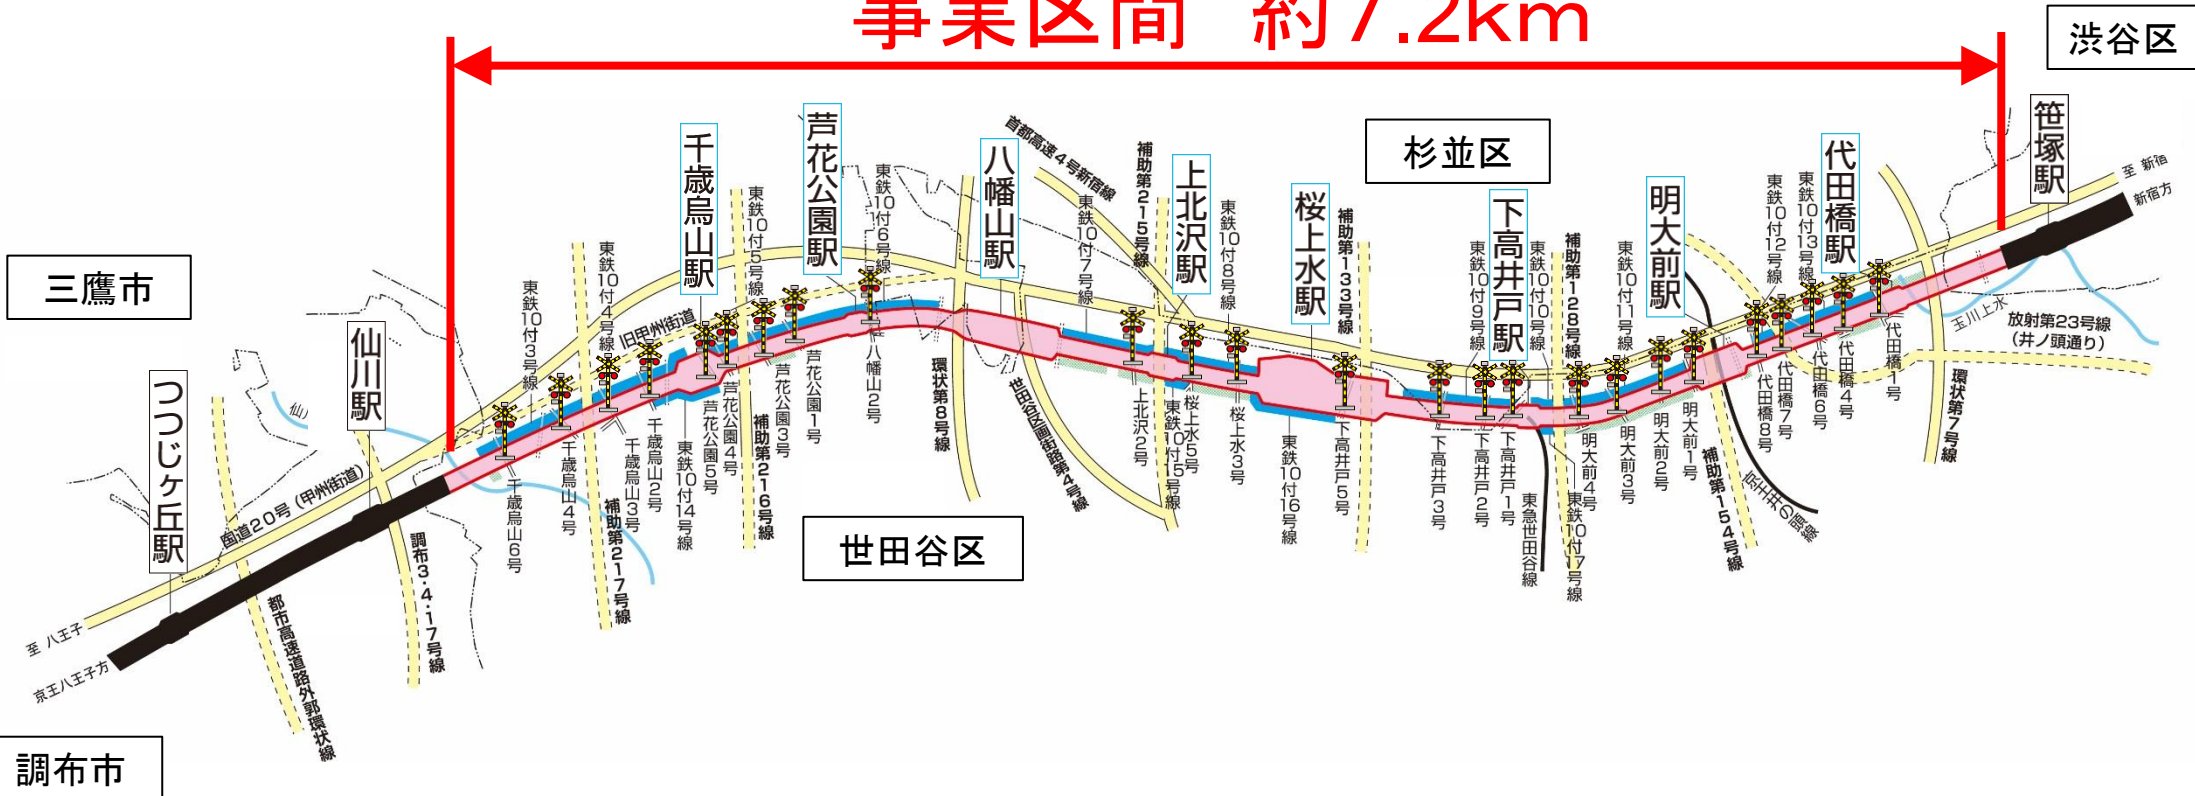 事業区間 約7.2km
渋谷区
杉並区
三鷹市
世田谷区
調布市
つつじヶ丘駅
仙川駅
千歳烏山駅
芦花公園駅
八幡山駅
上北沢駅
桜上水駅
下高井戸駅
明大前駅
代田橋駅
笹塚駅
至 新宿
新宿方
至 八王子
京王八王子方
国道20号(甲州街道)
旧甲州街道
首都高速4号新宿線
都市高速道路外郭環状線
調布3・4・17号線
補助第217号線
補助第216号線
環状第8号線
世田谷区画街路第4号線
補助第215号線
補助第133号線
補助第128号線
補助第154号線
環状第7号線
放射第23号線
(井ノ頭通り)
玉川上水
京王井の頭線
東急世田谷線
東鉄10付3号線
東鉄10付4号線
東鉄10付5号線
東鉄10付6号線
東鉄10付7号線
東鉄10付8号線
東鉄10付9号線
東鉄10付10号線
東鉄10付11号線
東鉄10付12号線
東鉄10付13号線
東鉄10付14号線
東鉄10付15号線
東鉄10付16号線
東鉄10付17号線
千歳烏山6号
千歳烏山4号
千歳烏山3号
千歳烏山2号
芦花公園5号
芦花公園4号
芦花公園3号
芦花公園1号
八幡山2号
上北沢2号
桜上水5号
桜上水3号
下高井戸5号
下高井戸3号
下高井戸2号
下高井戸1号
明大前4号
明大前3号
明大前2号
明大前1号
代田橋8号
代田橋7号
代田橋6号
代田橋4号
代田橋1号